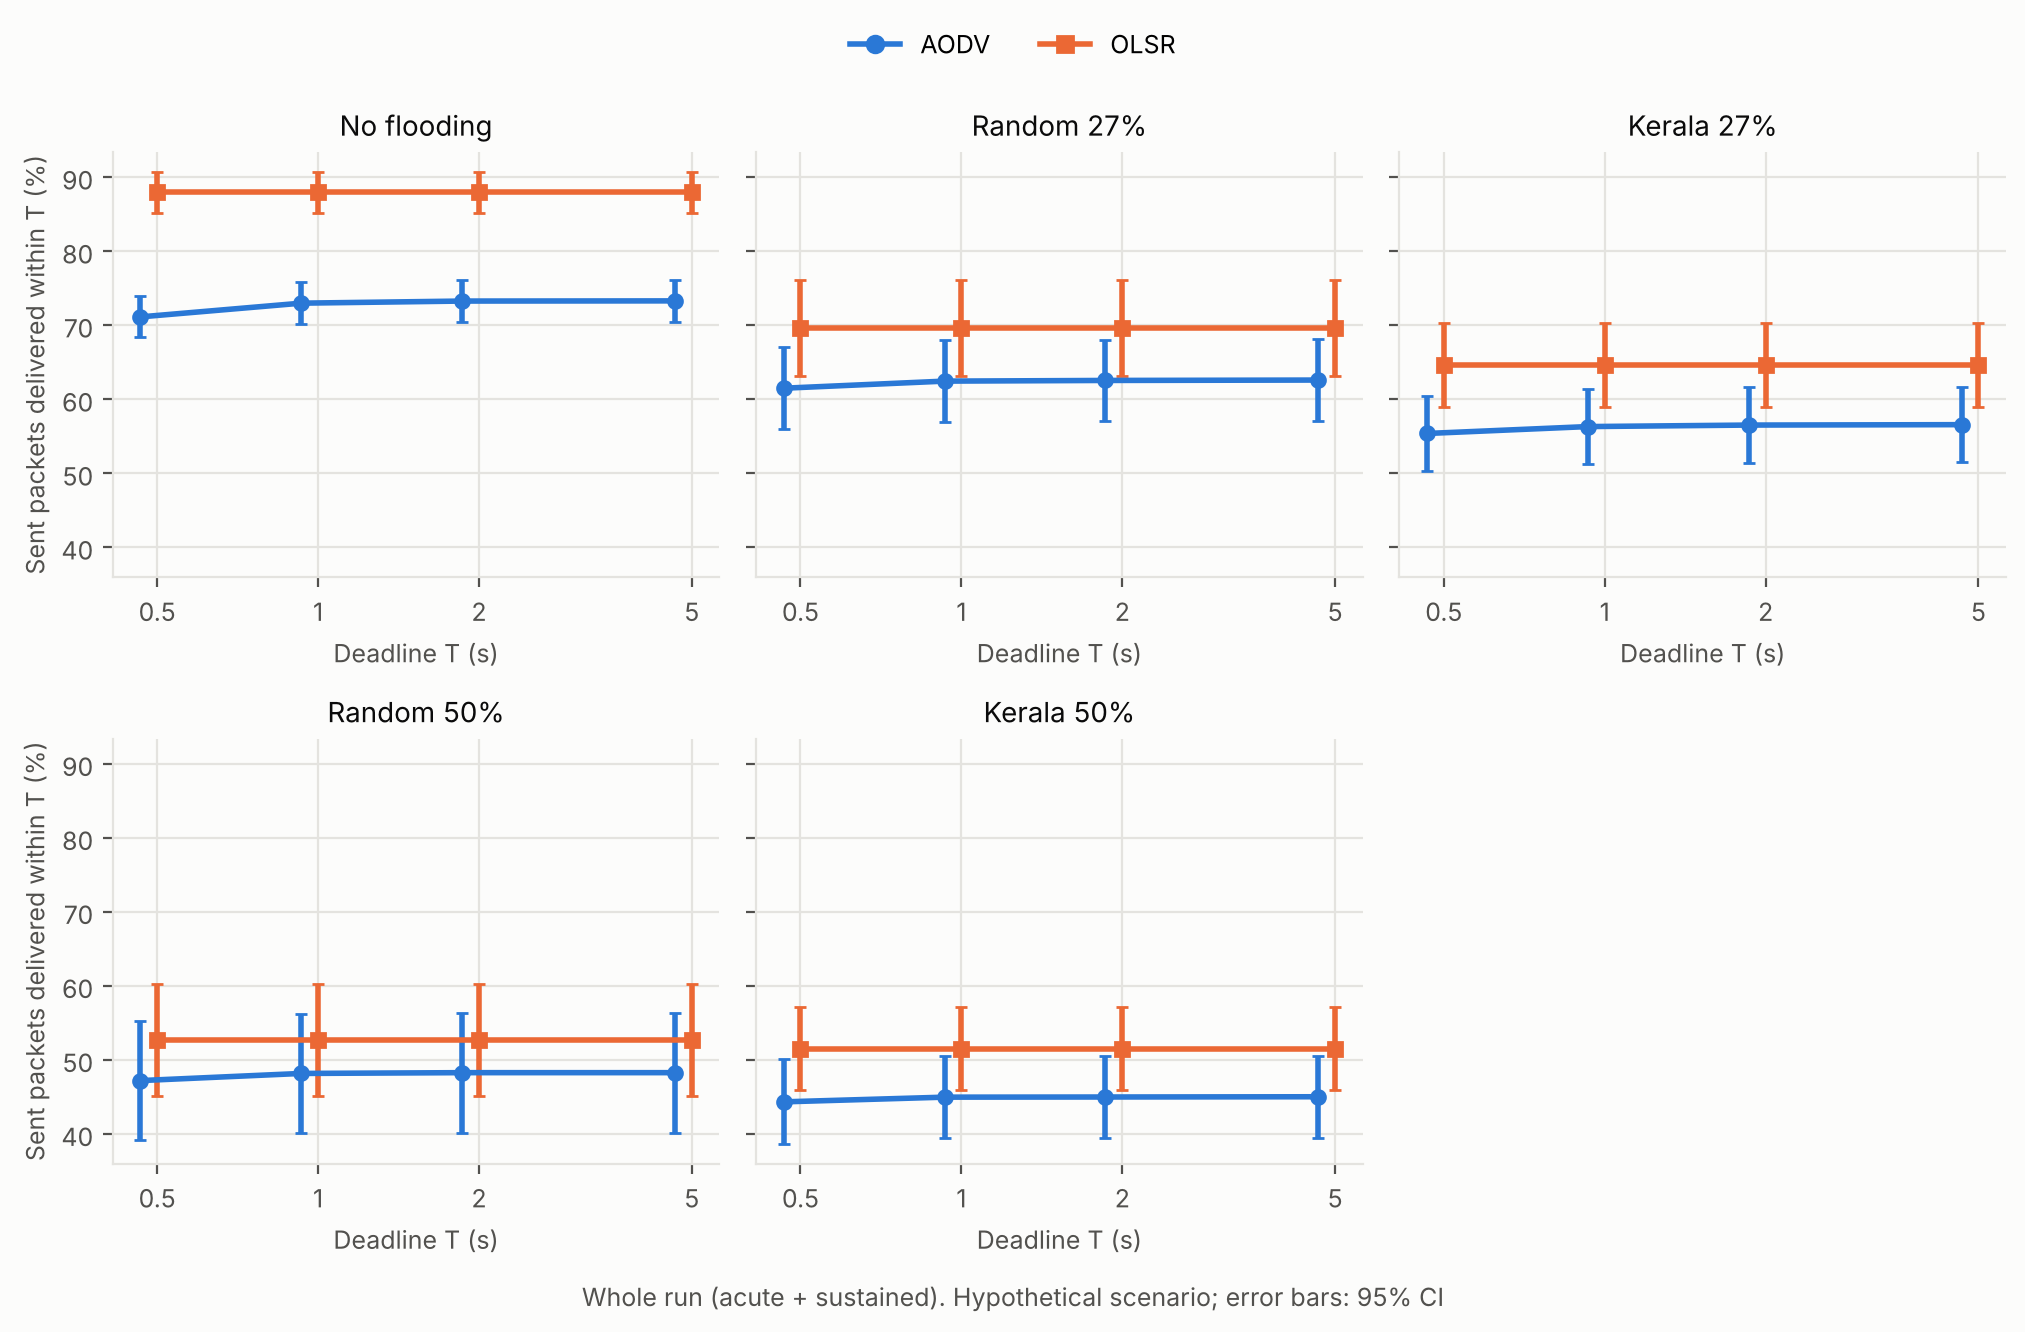 AODV OLSR
No flooding
Sent packets delivered within T (%)
90
80
70
60
50
40
0.5 1 2 5
Deadline T (s)
Random 27%
0.5 1 2 5
Deadline T (s)
Kerala 27%
0.5 1 2 5
Deadline T (s)
Random 50%
Sent packets delivered within T (%)
90
80
70
60
50
40
0.5 1 2 5
Deadline T (s)
Kerala 50%
0.5 1 2 5
Deadline T (s)
Whole run (acute + sustained). Hypothetical scenario; error bars: 95% CI